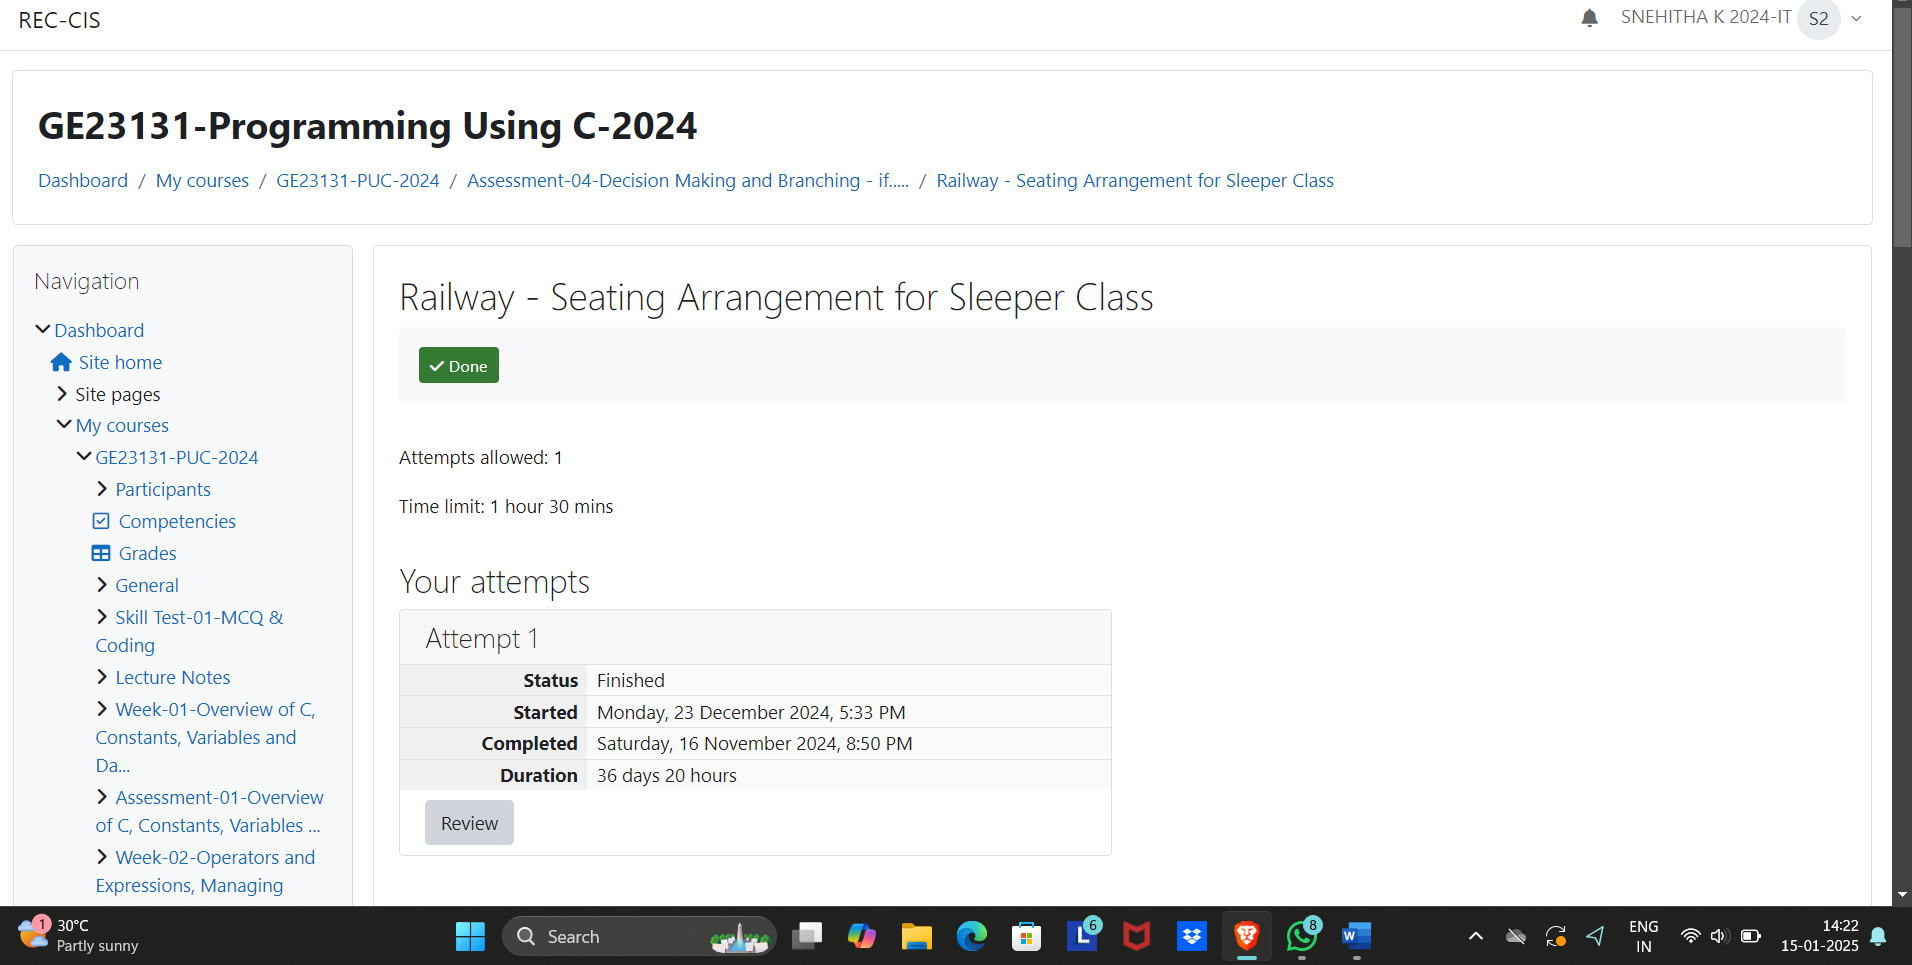 REC-CIS
SNEHITHA K 2024-IT S2
GE23131-Programming Using C-2024
Dashboard / My courses / GE23131-PUC-2024 / Assessment-04-Decision Making and Branching - if..... / Railway - Seating Arrangement for Sleeper Class
Navigation
Dashboard
Site home
Site pages
My courses
GE23131-PUC-2024
Participants
Competencies
Grades
General
Skill Test-01-MCQ &
Coding
Lecture Notes
Week-01-Overview of C,
Constants, Variables and
Da...
Assessment-01-Overview
of C, Constants, Variables ...
Week-02-Operators and
Expressions, Managing
Railway - Seating Arrangement for Sleeper Class
Done
Attempts allowed: 1
Time limit: 1 hour 30 mins
Your attempts
Attempt 1
Status Finished
Started Monday, 23 December 2024, 5:33 PM
Completed Saturday, 16 November 2024, 8:50 PM
Duration 36 days 20 hours
Review
1
30°C
Partly sunny
Search
L 6
8
W
ENG
IN
14:22
15-01-2025